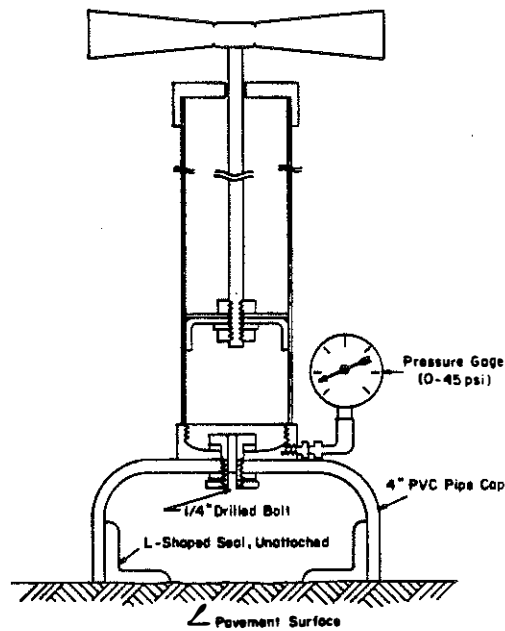 Pressure Gage
(0-45 psi)
4" PVC Pipe Cap
1/4" Drilled Bolt
L-Shaped Seal, Unattached
Pavement Surface